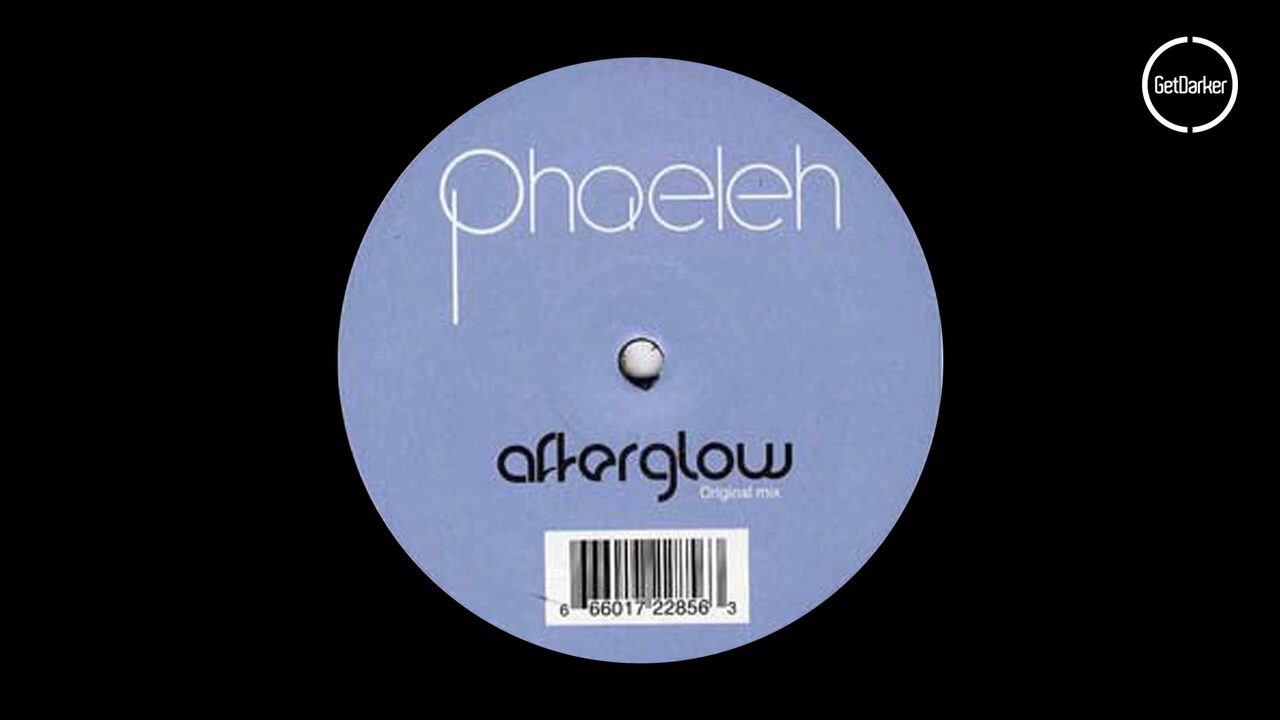 GetDarker
phaeleh
afterglow
Original mix
6 66017 22856 3